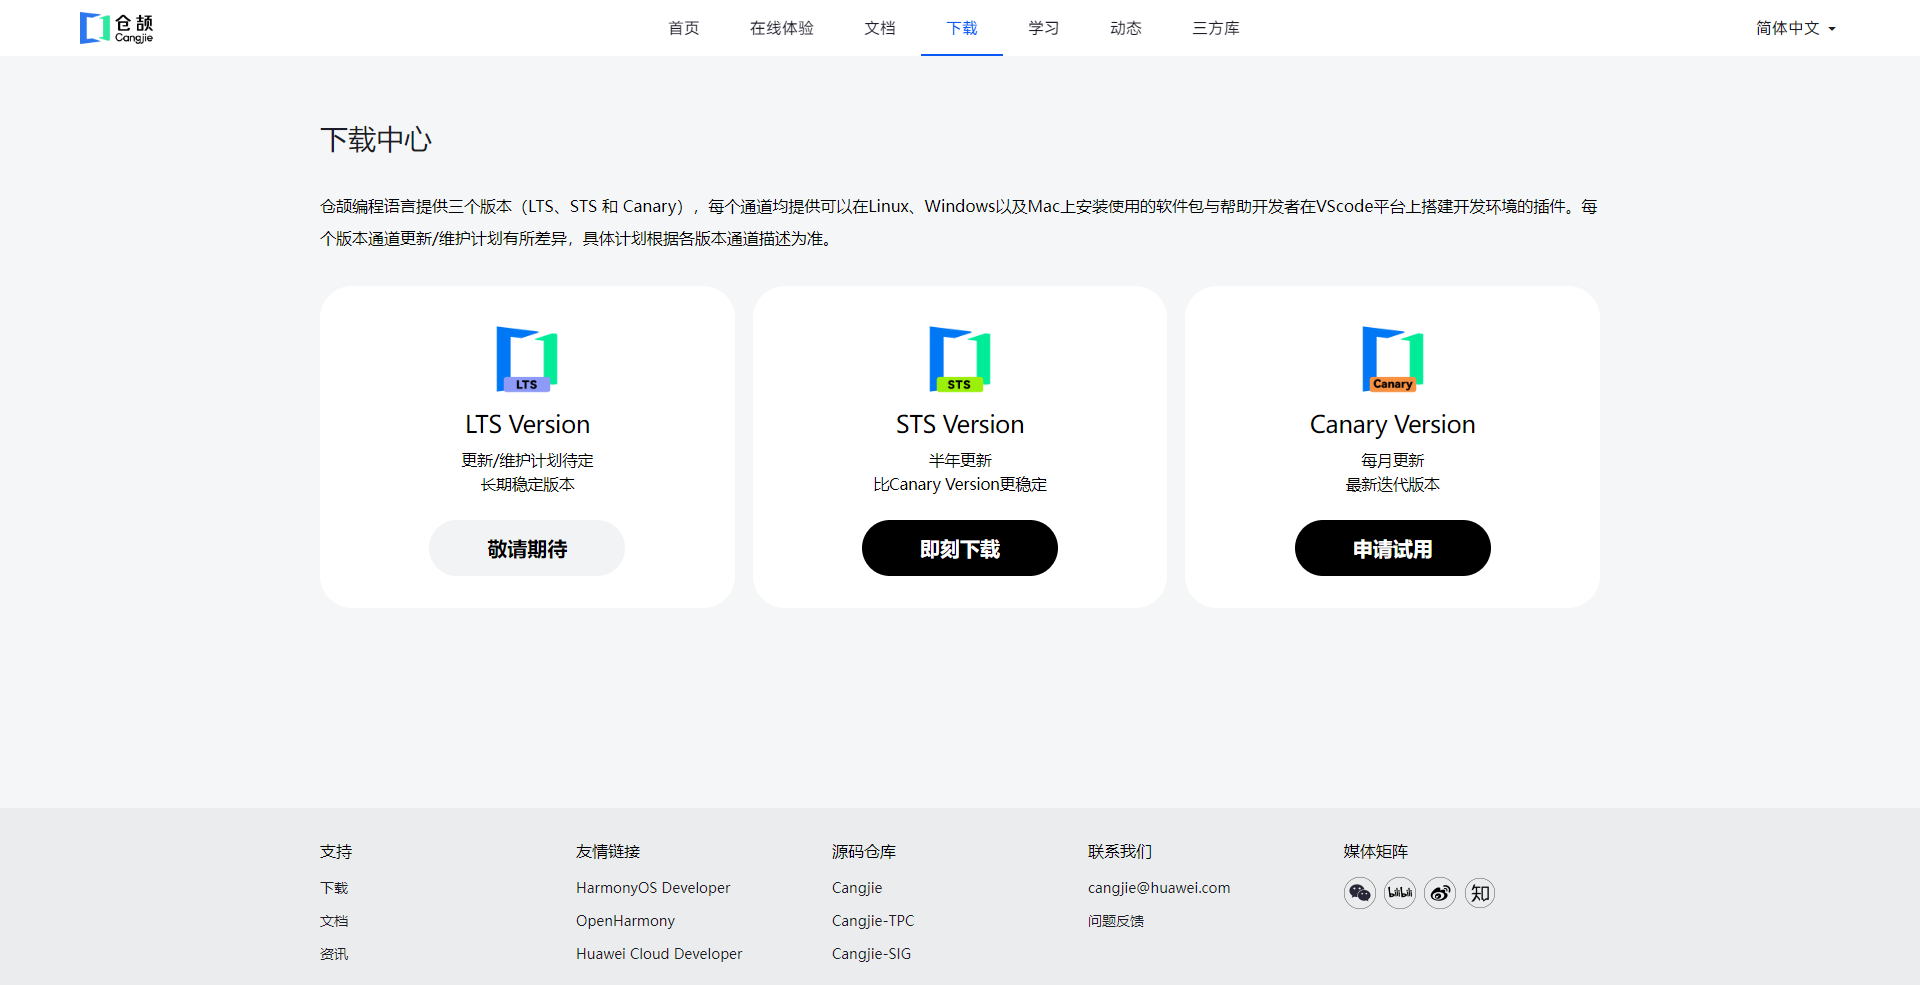 仓颉
Cangjie
首页
在线体验
文档
下载
学习
动态
三方库
简体中文
下载中心
仓颉编程语言提供三个版本（LTS、STS 和 Canary），每个通道均提供可以在Linux、Windows以及Mac上安装使用的软件包与帮助开发者在VScode平台上搭建开发环境的插件。每
个版本通道更新/维护计划有所差异，具体计划根据各版本通道描述为准。
LTS
LTS Version
更新/维护计划待定
长期稳定版本
敬请期待
STS
STS Version
半年更新
比Canary Version更稳定
即刻下载
Canary
Canary Version
每月更新
最新迭代版本
申请试用
支持
下载
文档
资讯
友情链接
HarmonyOS Developer
OpenHarmony
Huawei Cloud Developer
源码仓库
Cangjie
Cangjie-TPC
Cangjie-SIG
联系我们
cangjie@huawei.com
问题反馈
媒体矩阵
bilibili
知